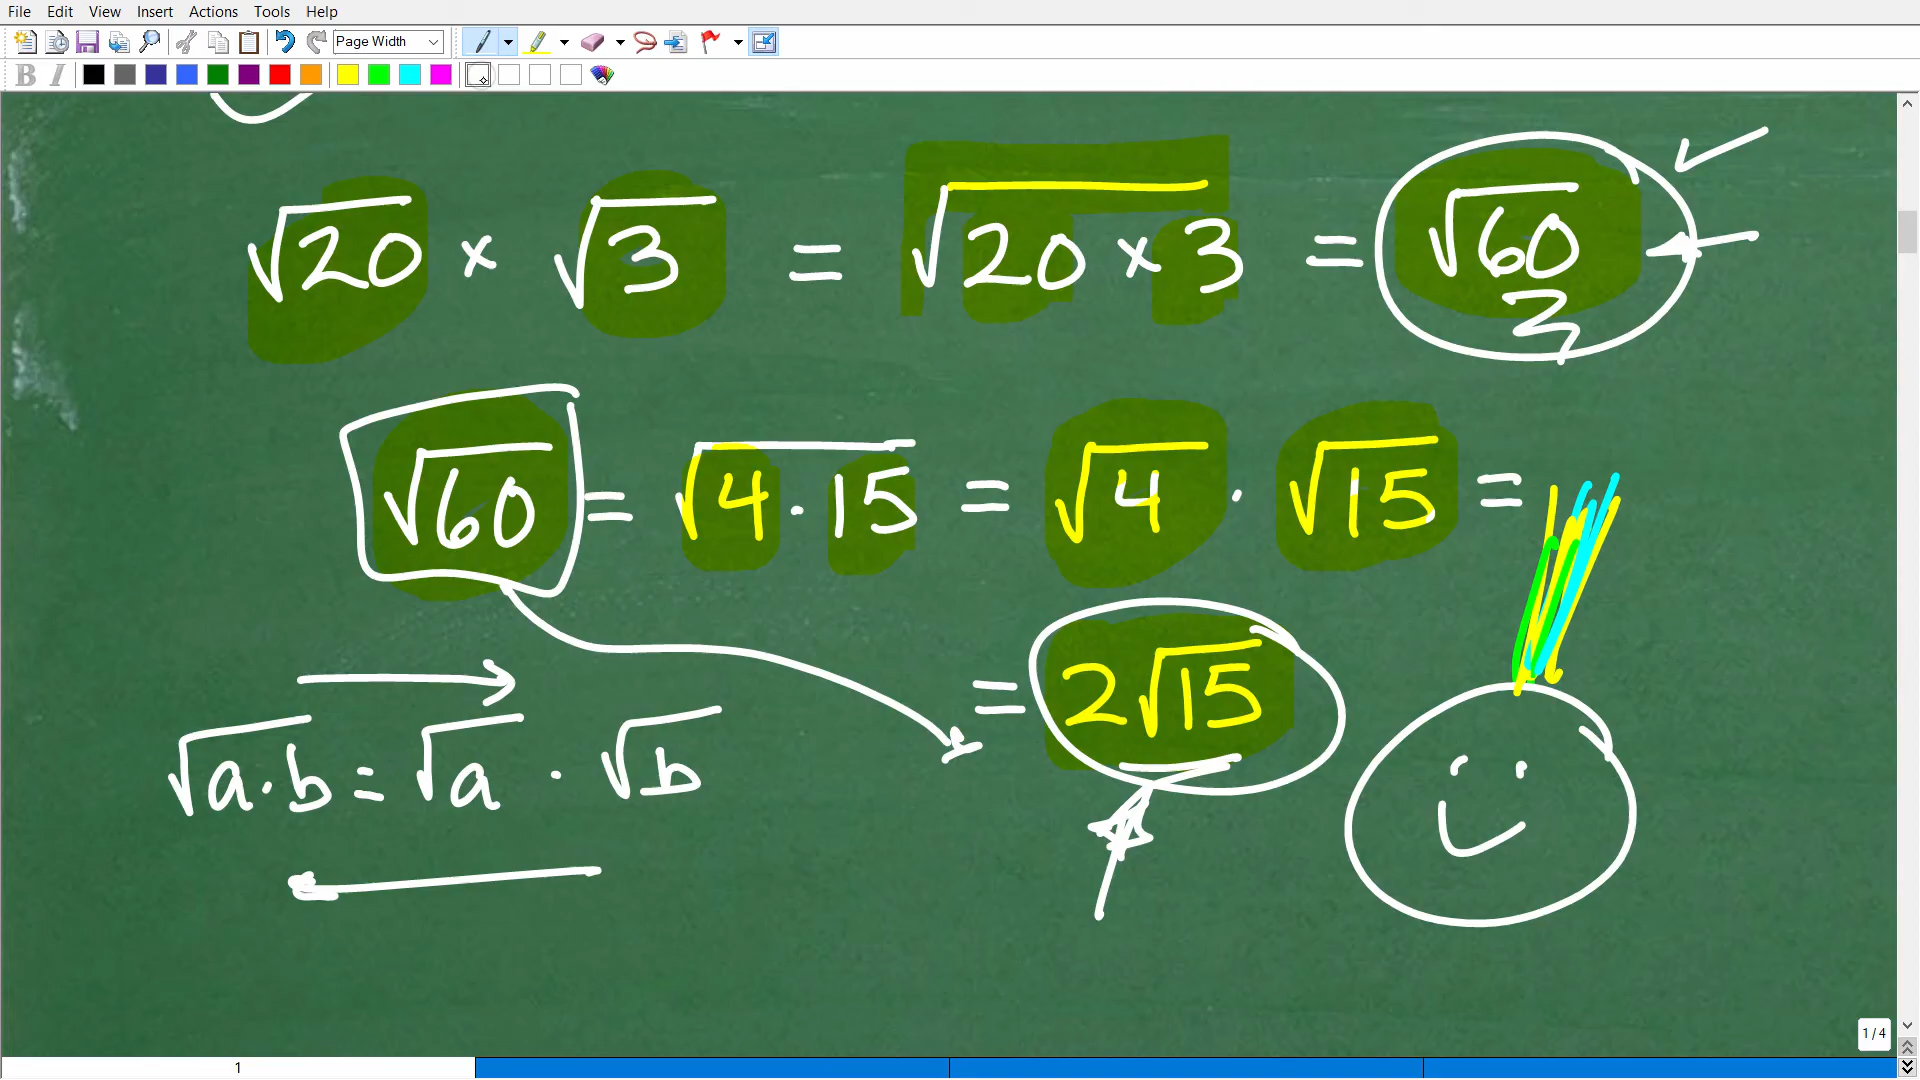 File Edit View Insert Actions Tools Help
Page Width
B I
√20 × √3 = √20 × 3 = √60
√60 = √4 · 15 = √4 · √15 =
= 2√15
√a·b = √a · √b
1 / 4
1